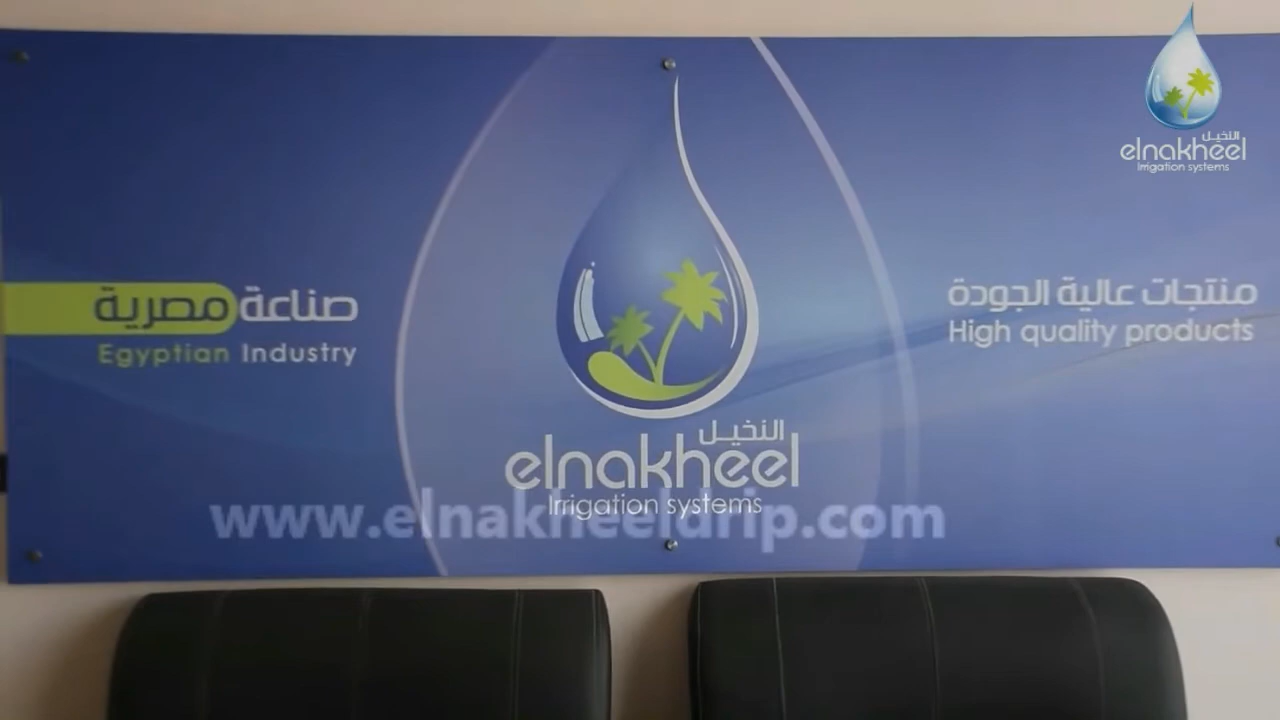 النخيل
elnakheel
Irrigation systems
صناعة مصرية
Egyptian Industry
منتجات عالية الجودة
High quality products
النخيل
elnakheel
Irrigation systems
www.elnakheeldrip.com